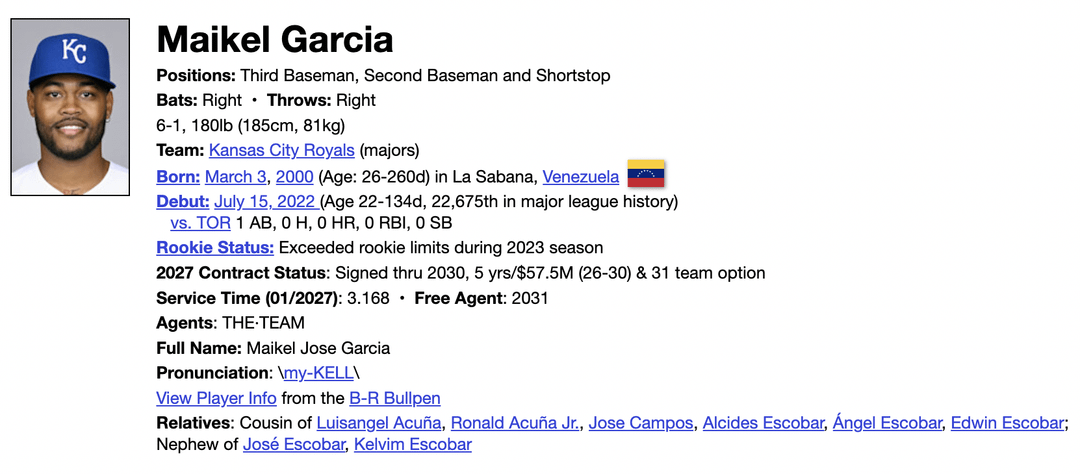 KC
Maikel Garcia
Positions: Third Baseman, Second Baseman and Shortstop
Bats: Right • Throws: Right
6-1, 180lb (185cm, 81kg)
Team: Kansas City Royals (majors)
Born: March 3, 2000 (Age: 26-260d) in La Sabana, Venezuela
Debut: July 15, 2022 (Age 22-134d, 22,675th in major league history)
vs. TOR 1 AB, 0 H, 0 HR, 0 RBI, 0 SB
Rookie Status: Exceeded rookie limits during 2023 season
2027 Contract Status: Signed thru 2030, 5 yrs/$57.5M (26-30) & 31 team option
Service Time (01/2027): 3.168 • Free Agent: 2031
Agents: THE·TEAM
Full Name: Maikel Jose Garcia
Pronunciation: \my-KELL\
View Player Info from the B-R Bullpen
Relatives: Cousin of Luisangel Acuña, Ronald Acuña Jr., Jose Campos, Alcides Escobar, Ángel Escobar, Edwin Escobar;
Nephew of José Escobar, Kelvim Escobar